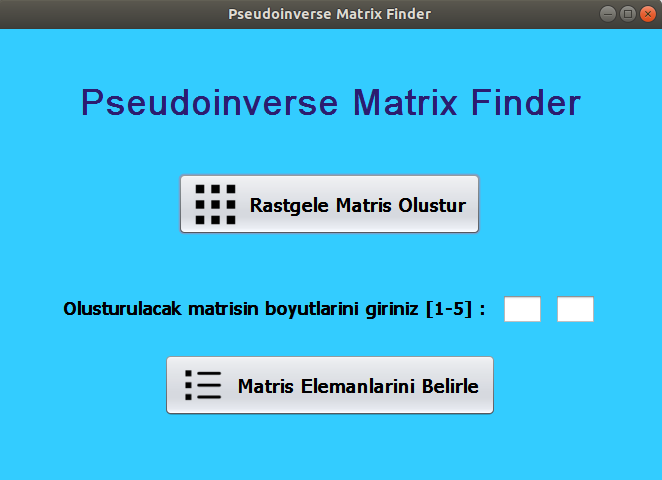 Pseudoinverse Matrix Finder
Pseudoinverse Matrix Finder
Rastgele Matris Olustur
Olusturulacak matrisin boyutlarini giriniz [1-5] :
Matris Elemanlarini Belirle